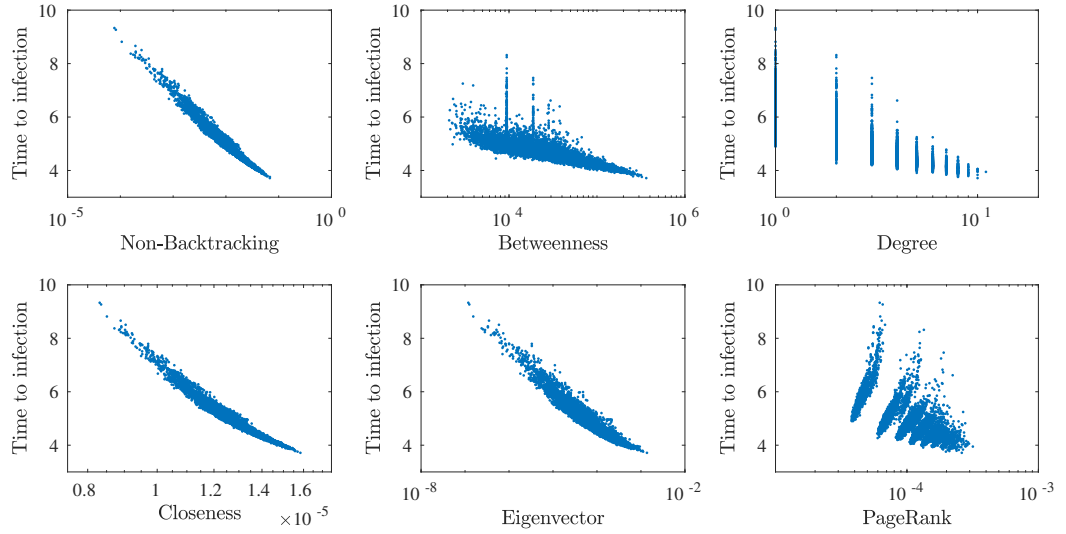 10
8
6
4
Time to infection
10^-5
10^0
Non-Backtracking
10
8
6
4
Time to infection
10^4
10^6
Betweenness
10
8
6
4
Time to infection
10^0
10^1
Degree
10
8
6
4
Time to infection
0.8 1 1.2 1.4 1.6
×10^-5
Closeness
10
8
6
4
Time to infection
10^-8
10^-2
Eigenvector
10
8
6
4
Time to infection
10^-4
10^-3
PageRank